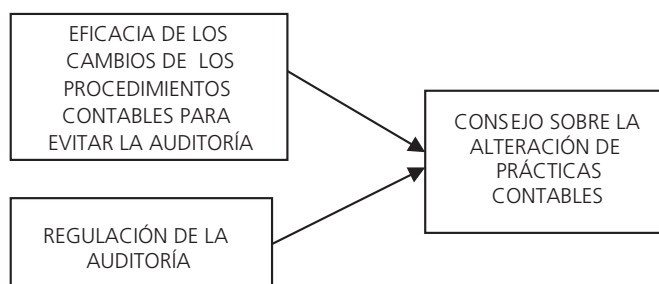 EFICACIA DE LOS
CAMBIOS DE LOS
PROCEDIMIENTOS
CONTABLES PARA
EVITAR LA AUDITORÍA
CONSEJO SOBRE LA
ALTERACIÓN DE
PRÁCTICAS
CONTABLES
REGULACIÓN DE LA
AUDITORÍA